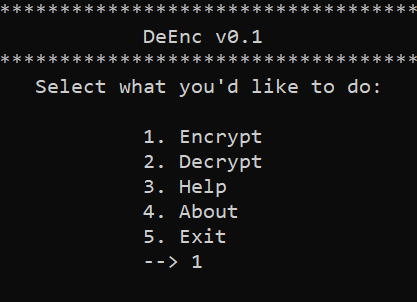 ***********************************
DeEnc v0.1
***********************************
Select what you'd like to do:
1. Encrypt
2. Decrypt
3. Help
4. About
5. Exit
--> 1